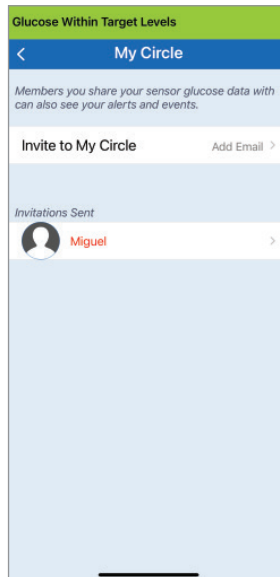 Glucose Within Target Levels
My Circle
Members you share your sensor glucose data with
can also see your alerts and events.
Invite to My Circle Add Email
Invitations Sent
Miguel